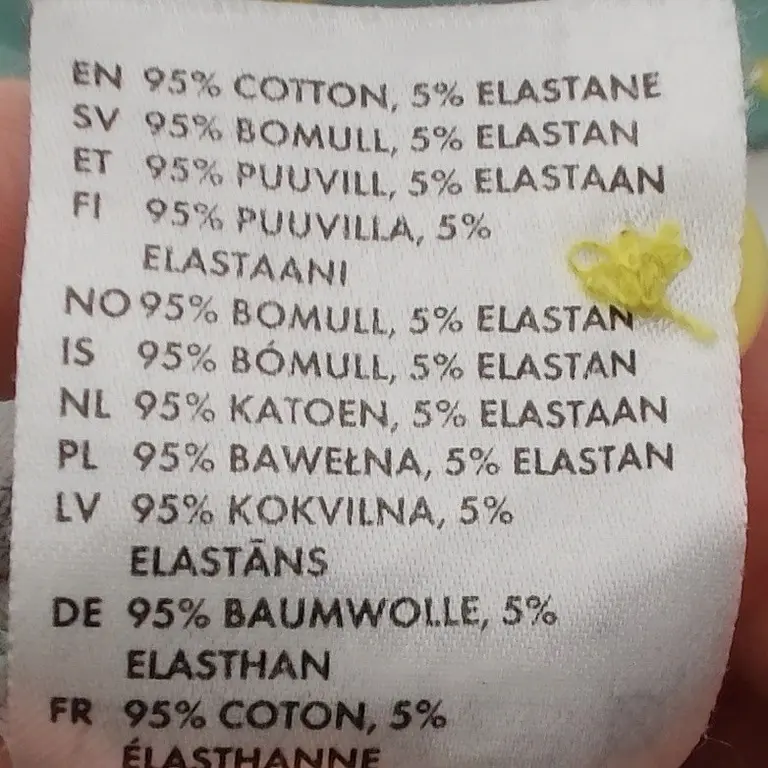 EN 95% COTTON, 5% ELASTANE
SV 95% BOMULL, 5% ELASTAN
ET 95% PUUVILL, 5% ELASTAAN
FI 95% PUUVILLA, 5%
ELASTAANI
NO 95% BOMULL, 5% ELASTAN
IS 95% BÓMULL, 5% ELASTAN
NL 95% KATOEN, 5% ELASTAAN
PL 95% BAWEŁNA, 5% ELASTAN
LV 95% KOKVILNA, 5%
ELASTĀNS
DE 95% BAUMWOLLE, 5%
ELASTHAN
FR 95% COTON, 5%
ÉLASTHANNE